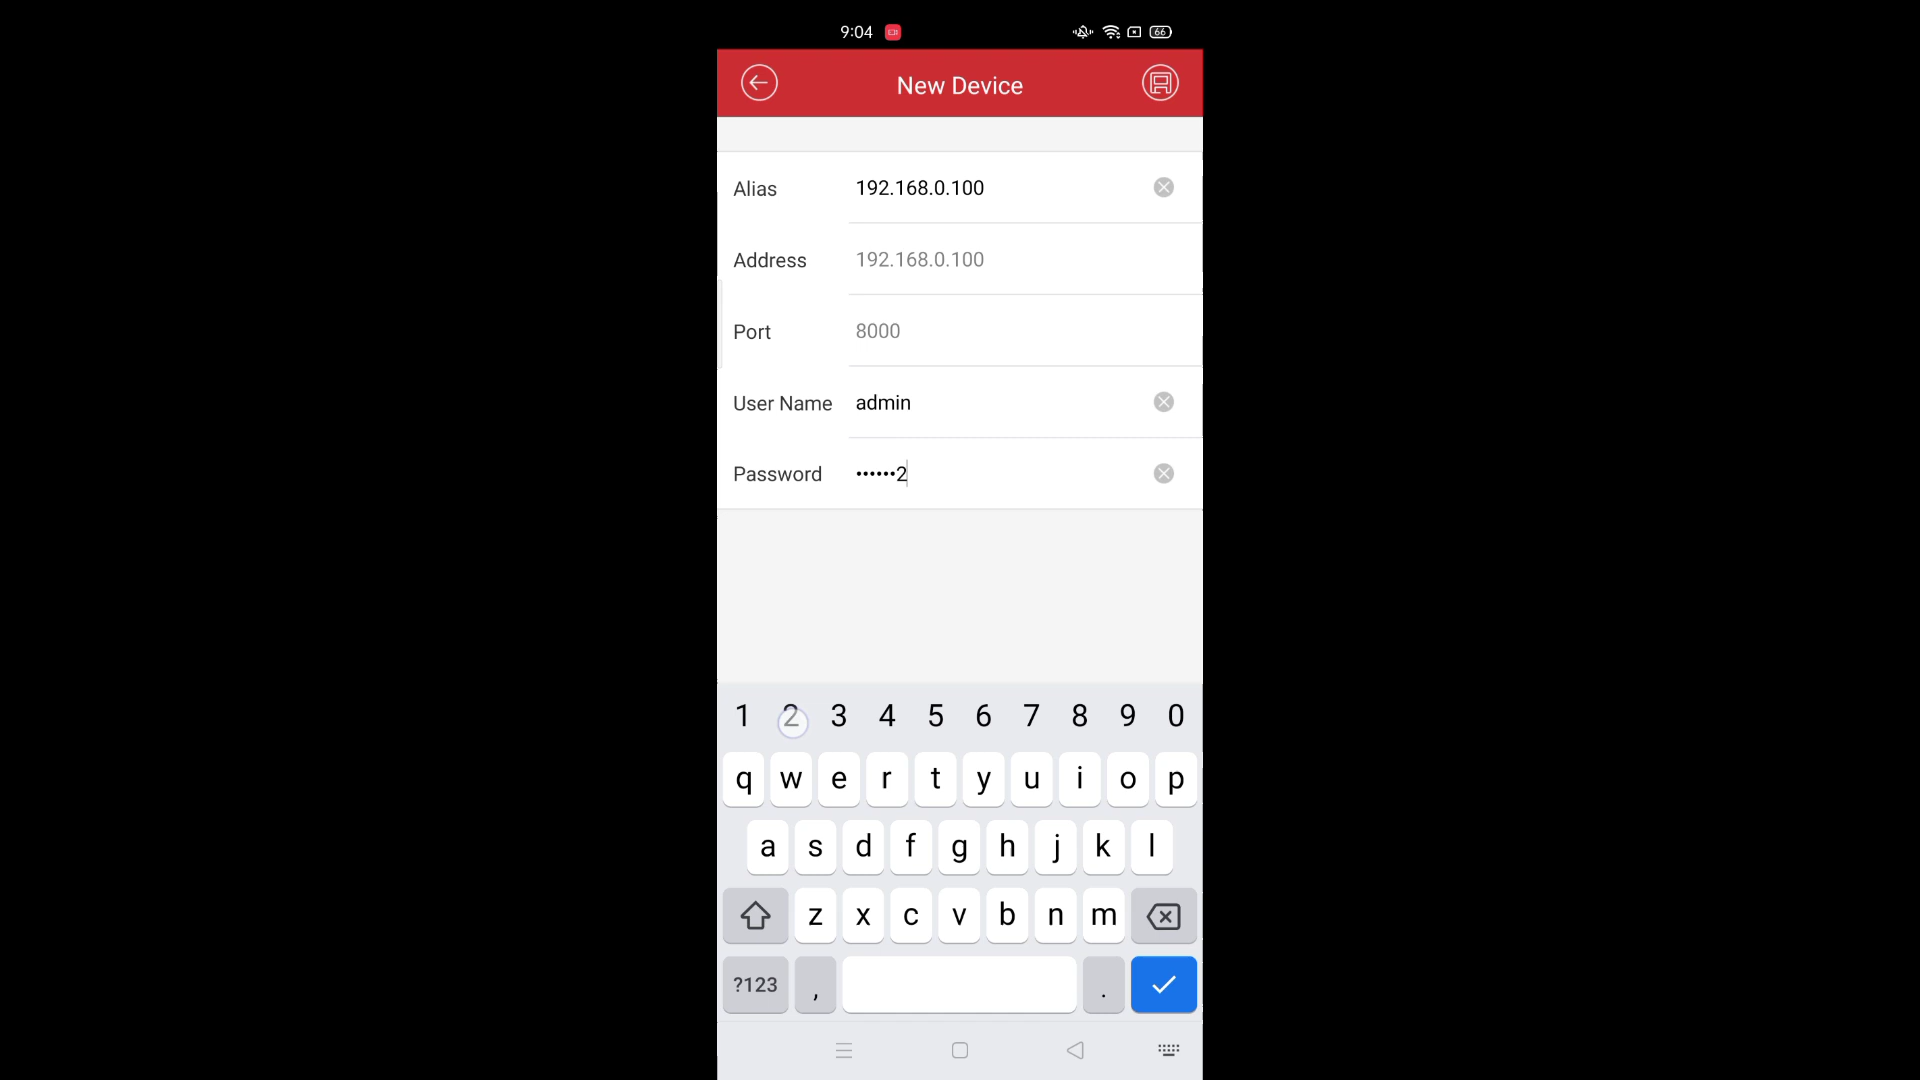 9:04
66
New Device
Alias 192.168.0.100
Address 192.168.0.100
Port 8000
User Name admin
Password ••••••2
1 2 3 4 5 6 7 8 9 0
q w e r t y u i o p
a s d f g h j k l
z x c v b n m
?123 , .